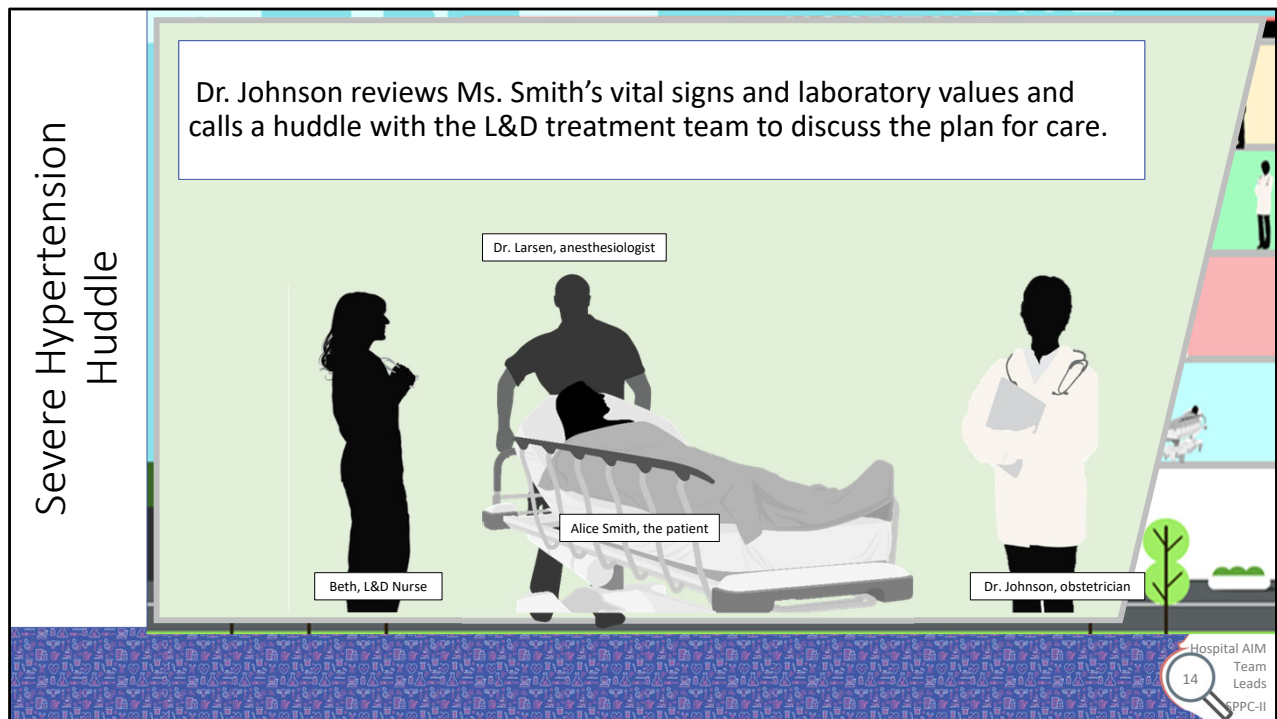 Severe Hypertension
Huddle
Dr. Johnson reviews Ms. Smith’s vital signs and laboratory values and
calls a huddle with the L&D treatment team to discuss the plan for care.
Dr. Larsen, anesthesiologist
Alice Smith, the patient
Beth, L&D Nurse
Dr. Johnson, obstetrician
Hospital AIM
Team
Leads
SPPC-II
14